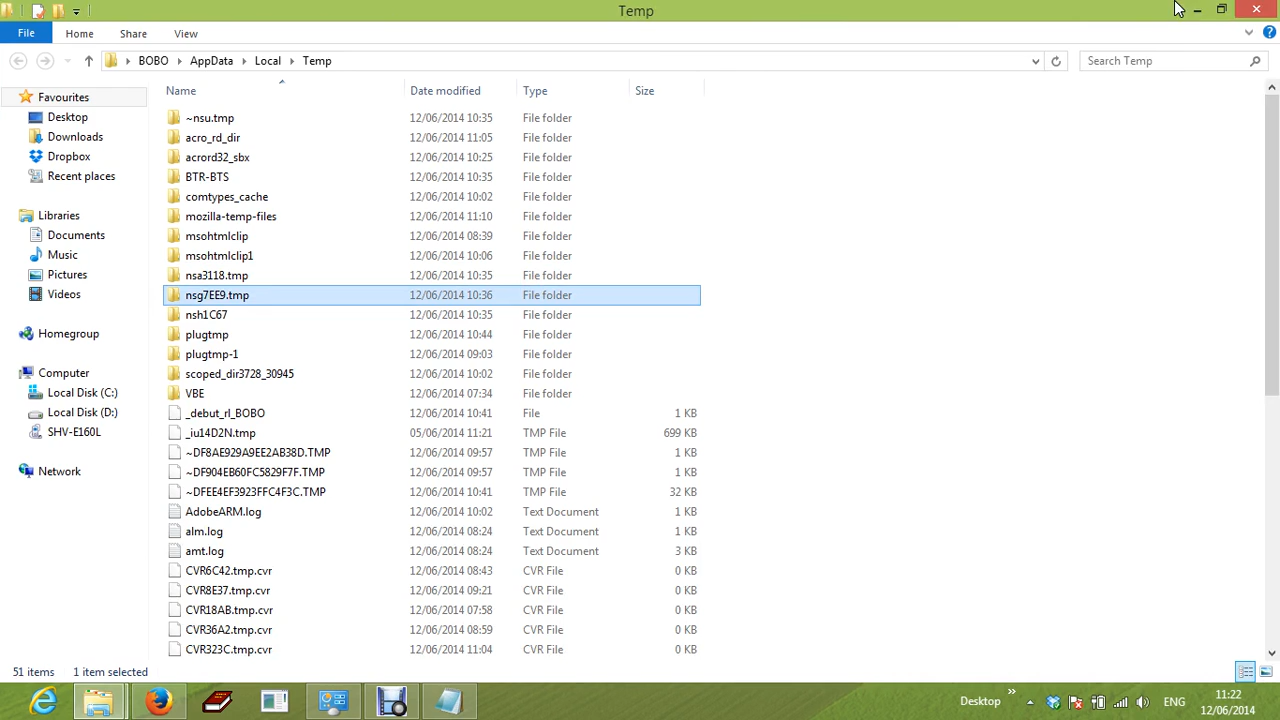 Temp
File Home Share View
BOBO AppData Local Temp
Search Temp
Name Date modified Type Size
Favourites
Desktop
Downloads
Dropbox
Recent places
Libraries
Documents
Music
Pictures
Videos
Homegroup
Computer
Local Disk (C:)
Local Disk (D:)
SHV-E160L
Network
~nsu.tmp 12/06/2014 10:35 File folder
acro_rd_dir 12/06/2014 11:05 File folder
acrord32_sbx 12/06/2014 10:25 File folder
BTR-BTS 12/06/2014 10:35 File folder
comtypes_cache 12/06/2014 10:02 File folder
mozilla-temp-files 12/06/2014 11:10 File folder
msohtmlclip 12/06/2014 08:39 File folder
msohtmlclip1 12/06/2014 10:06 File folder
nsa3118.tmp 12/06/2014 10:35 File folder
nsg7EE9.tmp 12/06/2014 10:36 File folder
nsh1C67 12/06/2014 10:35 File folder
plugtmp 12/06/2014 10:44 File folder
plugtmp-1 12/06/2014 09:03 File folder
scoped_dir3728_30945 12/06/2014 10:02 File folder
VBE 12/06/2014 07:34 File folder
_debut_rl_BOBO 12/06/2014 10:41 File 1 KB
_iu14D2N.tmp 05/06/2014 11:21 TMP File 699 KB
~DF8AE929A9EE2AB38D.TMP 12/06/2014 09:57 TMP File 1 KB
~DF904EB60FC5829F7F.TMP 12/06/2014 09:57 TMP File 1 KB
~DFEE4EF3923FFC4F3C.TMP 12/06/2014 10:41 TMP File 32 KB
AdobeARM.log 12/06/2014 10:02 Text Document 1 KB
alm.log 12/06/2014 08:24 Text Document 1 KB
amt.log 12/06/2014 08:24 Text Document 3 KB
CVR6C42.tmp.cvr 12/06/2014 08:43 CVR File 0 KB
CVR8E37.tmp.cvr 12/06/2014 09:21 CVR File 0 KB
CVR18AB.tmp.cvr 12/06/2014 07:58 CVR File 0 KB
CVR36A2.tmp.cvr 12/06/2014 08:59 CVR File 0 KB
CVR323C.tmp.cvr 12/06/2014 11:04 CVR File 0 KB
51 items 1 item selected
Desktop ENG 11:22
12/06/2014